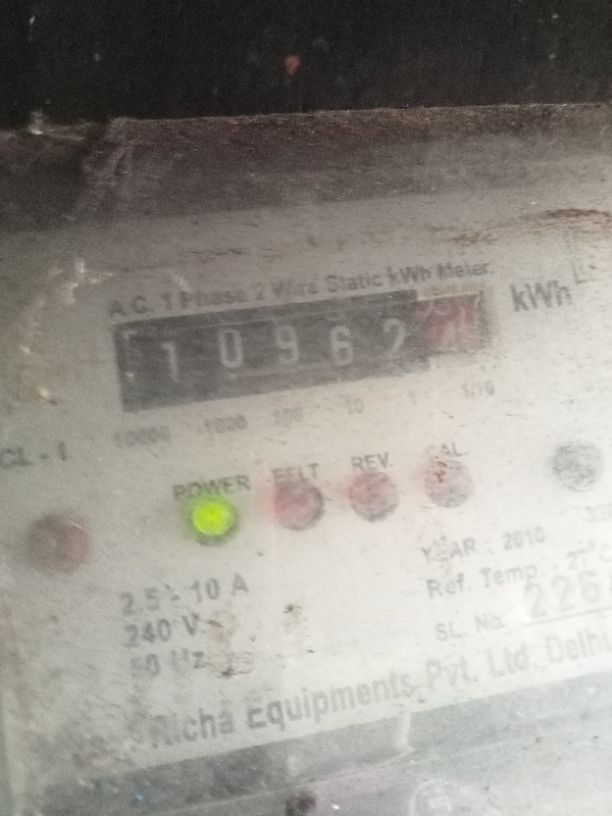 A.C. 1 Phase 2 Wire Static kWh Meter.
10962 kWh
10000 1000 100 10 1 1/10
CL - 1
POWER EFLT REV. CAL.
YEAR : 2010
2.5 - 10 A
Ref. Temp
240 V.
SL. No. 226
50 Hz
Equipments Pvt. Ltd. Delhi